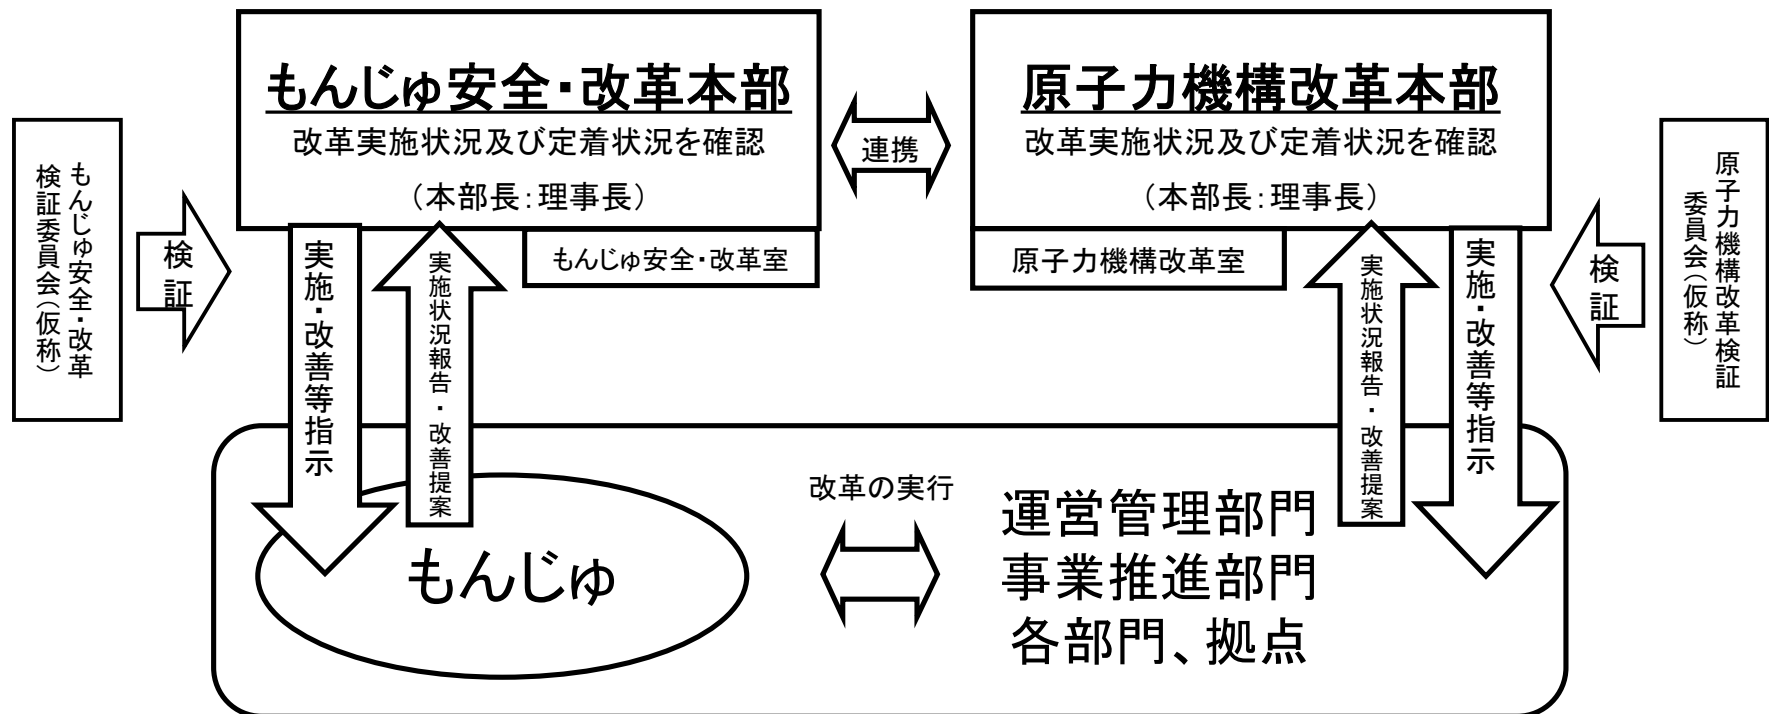 もんじゅ安全・改革本部
改革実施状況及び定着状況を確認
（本部長：理事長）
もんじゅ安全・改革室
連携
原子力機構改革本部
改革実施状況及び定着状況を確認
（本部長：理事長）
原子力機構改革室
もんじゅ安全・改革
検証委員会（仮称）
検証
実施・改善等指示
実施状況報告・改善提案
実施状況報告・改善提案
実施・改善等指示
検証
原子力機構改革検証
委員会（仮称）
もんじゅ
改革の実行
運営管理部門
事業推進部門
各部門、拠点